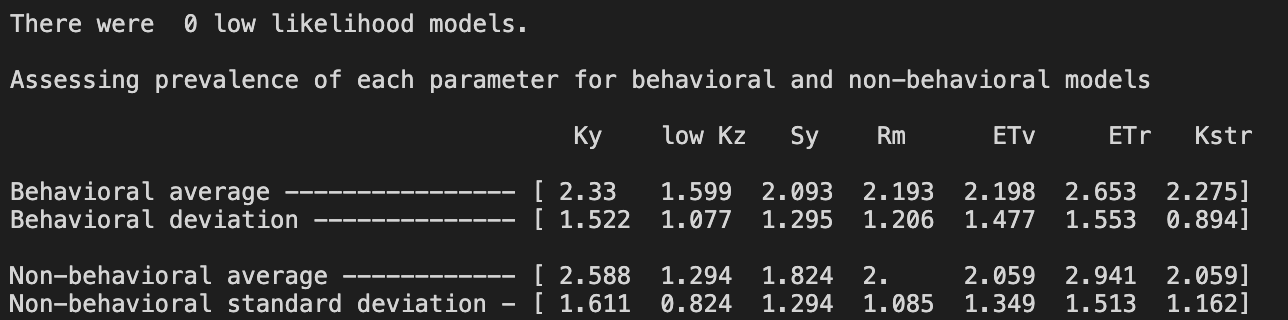 There were  0 low likelihood models.
Assessing prevalence of each parameter for behavioral and non-behavioral models
Ky    low Kz   Sy    Rm      ETv     ETr   Kstr
Behavioral average ---------------- [ 2.33   1.599  2.093  2.193  2.198  2.653  2.275]
Behavioral deviation -------------- [ 1.522  1.077  1.295  1.206  1.477  1.553  0.894]
Non-behavioral average ------------ [ 2.588  1.294  1.824  2.     2.059  2.941  2.059]
Non-behavioral standard deviation - [ 1.611  0.824  1.294  1.085  1.349  1.513  1.162]